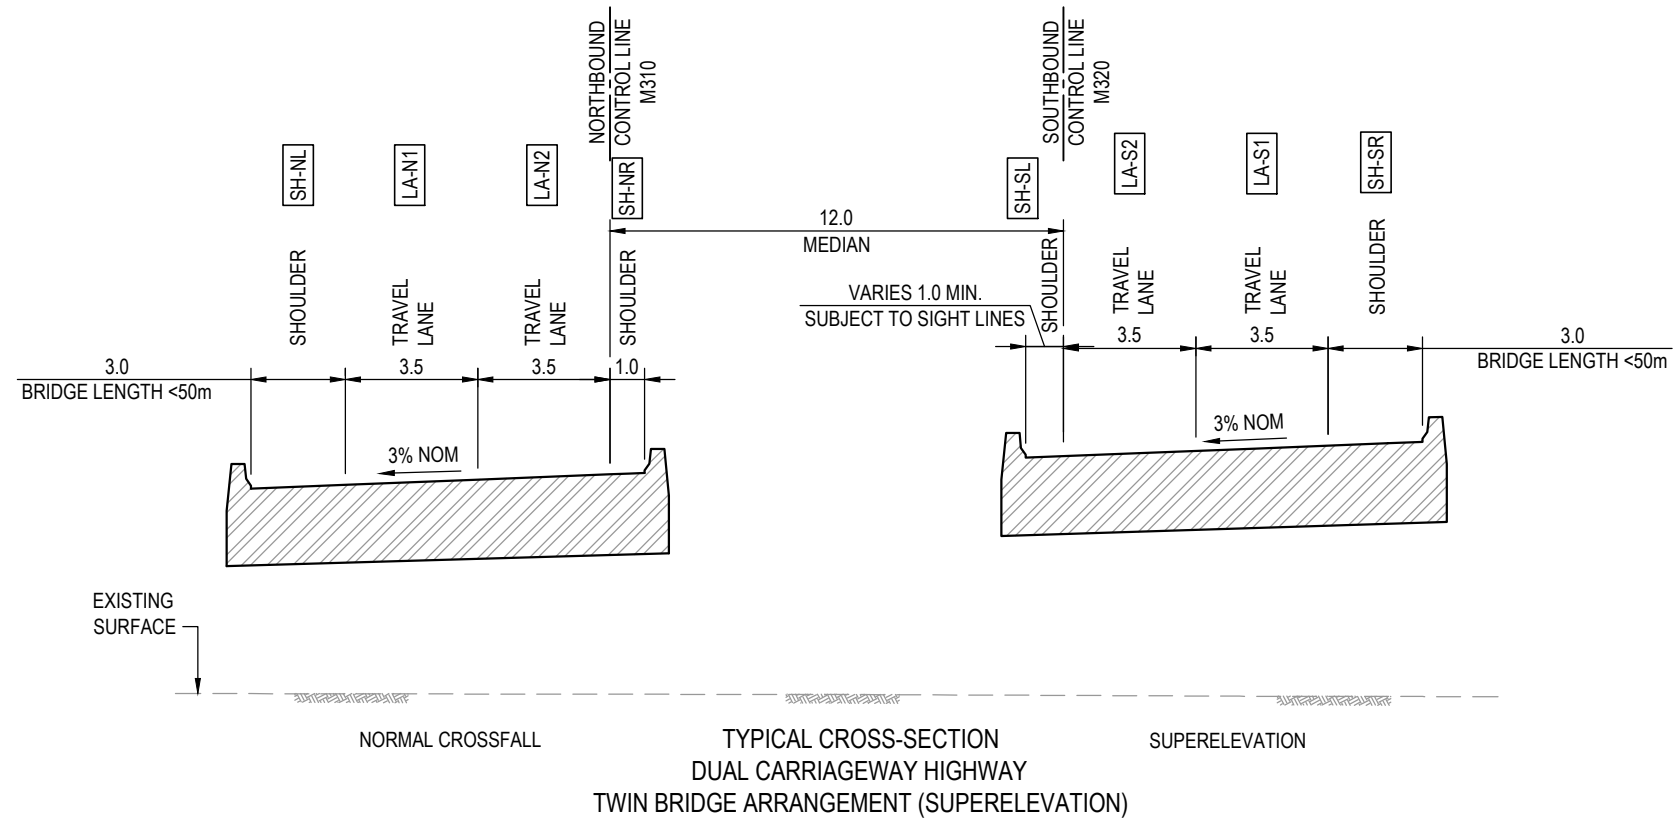 NORTHBOUND
CONTROL LINE
M310
SOUTHBOUND
CONTROL LINE
M320
SH-NL
LA-N1
LA-N2
SH-NR
SH-SL
LA-S2
LA-S1
SH-SR
12.0
MEDIAN
SHOULDER
TRAVEL
LANE
TRAVEL
LANE
SHOULDER
SHOULDER
TRAVEL
LANE
TRAVEL
LANE
SHOULDER
VARIES 1.0 MIN.
SUBJECT TO SIGHT LINES
3.0
BRIDGE LENGTH <50m
3.5
3.5
1.0
3.5
3.5
3.0
BRIDGE LENGTH <50m
3% NOM
3% NOM
EXISTING
SURFACE
NORMAL CROSSFALL
SUPERELEVATION
TYPICAL CROSS-SECTION
DUAL CARRIAGEWAY HIGHWAY
TWIN BRIDGE ARRANGEMENT (SUPERELEVATION)